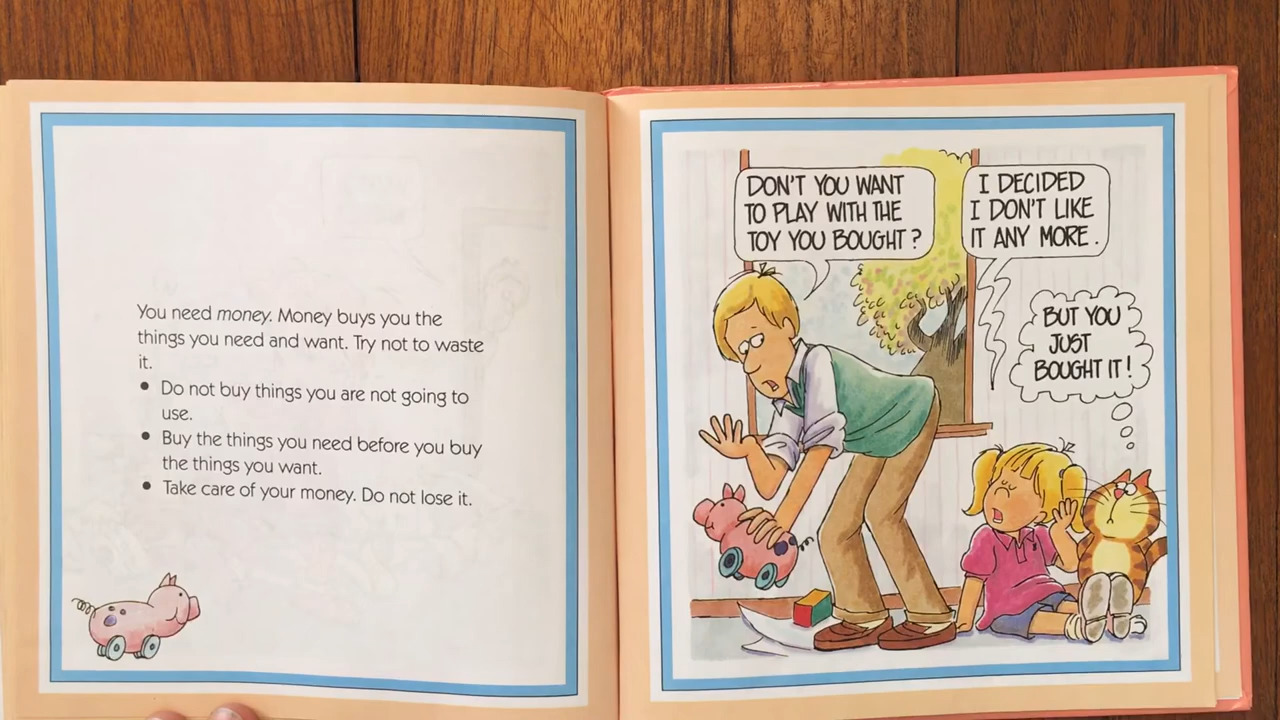 You need money. Money buys you the
things you need and want. Try not to waste
it.
• Do not buy things you are not going to
use.
• Buy the things you need before you buy
the things you want.
• Take care of your money. Do not lose it.
DON'T YOU WANT
TO PLAY WITH THE
TOY YOU BOUGHT?
I DECIDED
I DON'T LIKE
IT ANY MORE.
BUT YOU
JUST
BOUGHT IT!